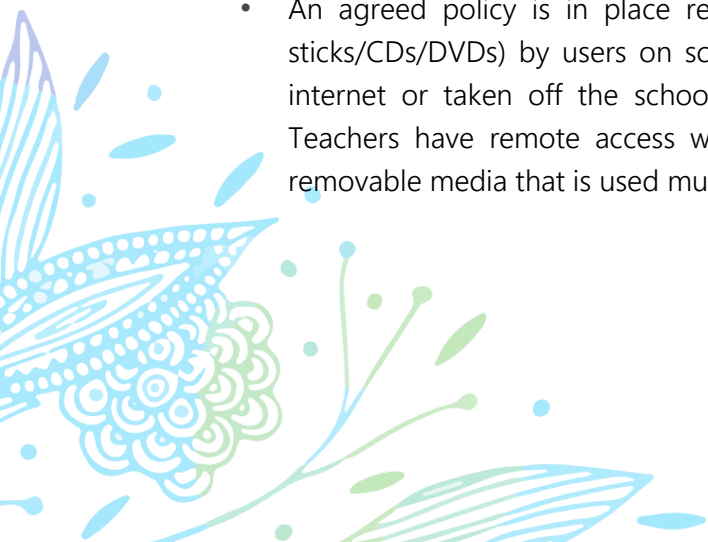 • An agreed policy is in place re
sticks/CDs/DVDs) by users on sc
internet or taken off the schoo
Teachers have remote access w
removable media that is used mu